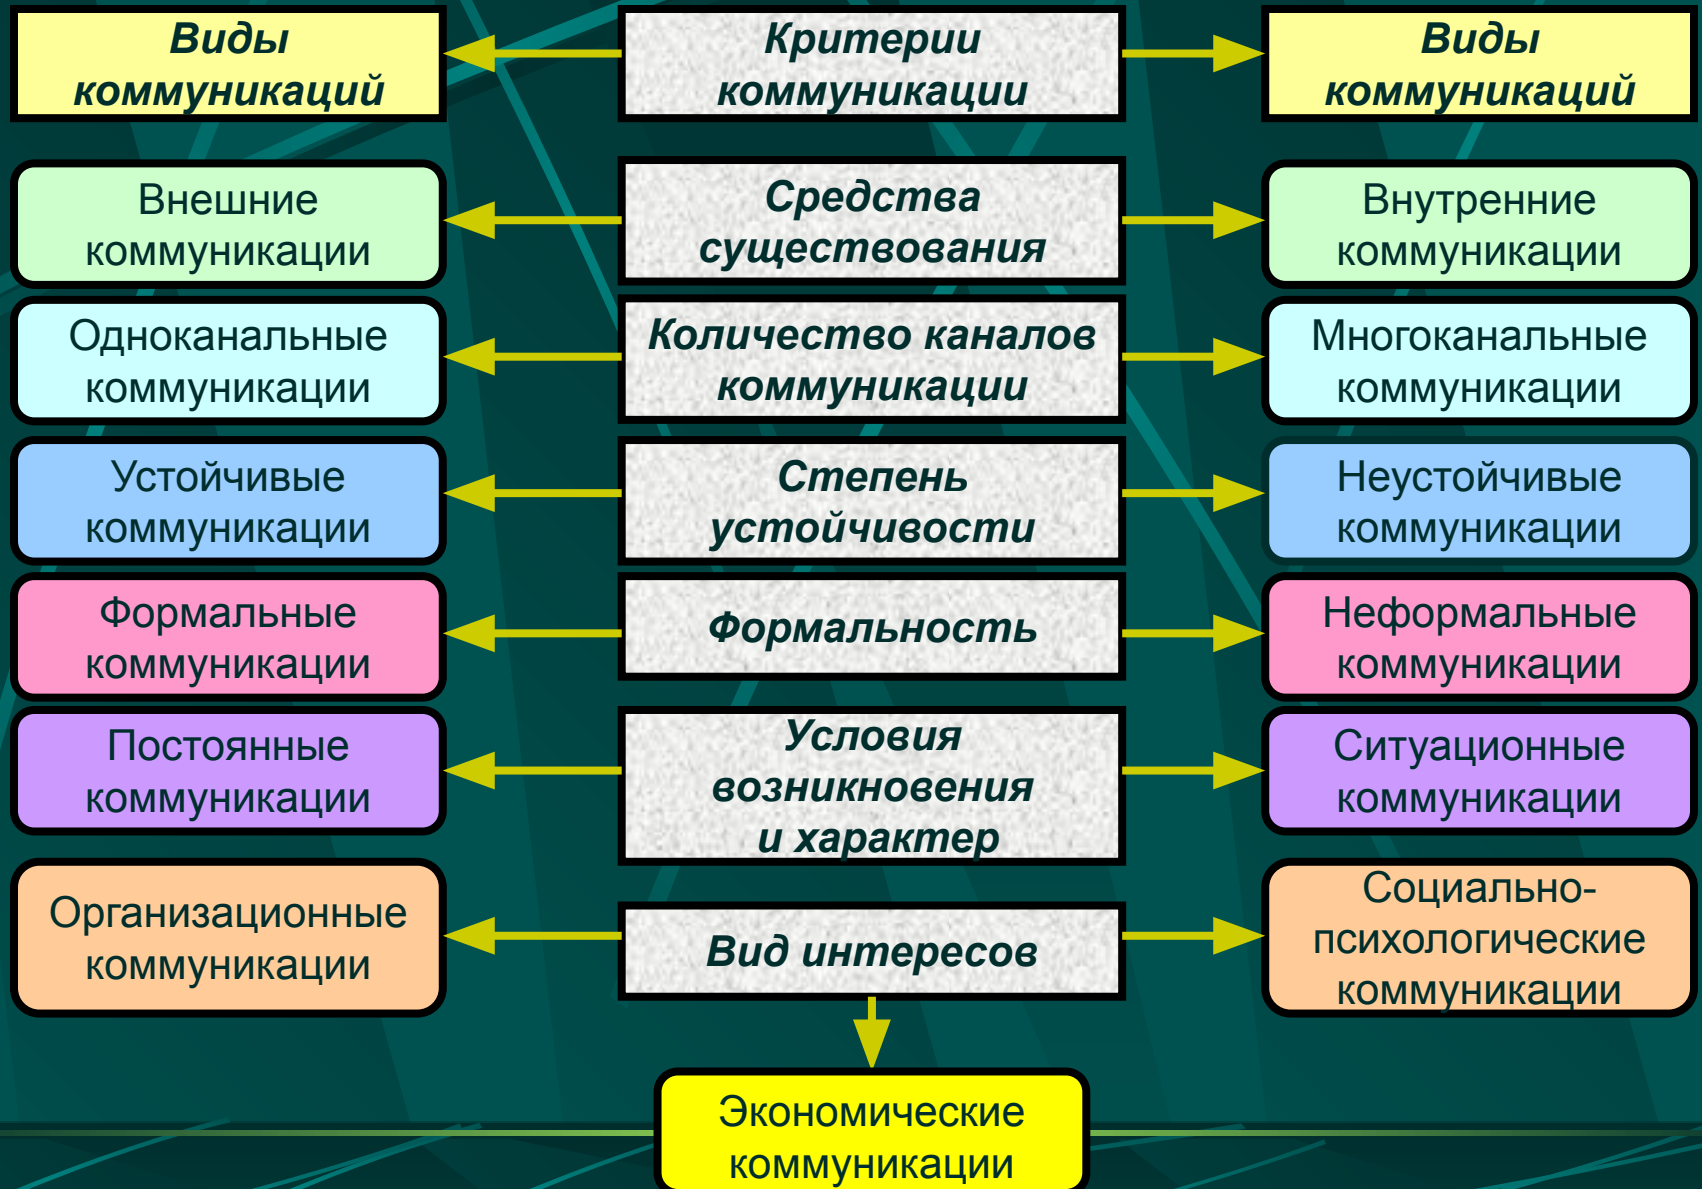 Виды
коммуникаций
Критерии
коммуникации
Виды
коммуникаций
Внешние
коммуникации
Средства
существования
Внутренние
коммуникации
Одноканальные
коммуникации
Количество каналов
коммуникации
Многоканальные
коммуникации
Устойчивые
коммуникации
Степень
устойчивости
Неустойчивые
коммуникации
Формальные
коммуникации
Формальность
Неформальные
коммуникации
Постоянные
коммуникации
Условия
возникновения
и характер
Ситуационные
коммуникации
Организационные
коммуникации
Вид интересов
Социально-
психологические
коммуникации
Экономические
коммуникации